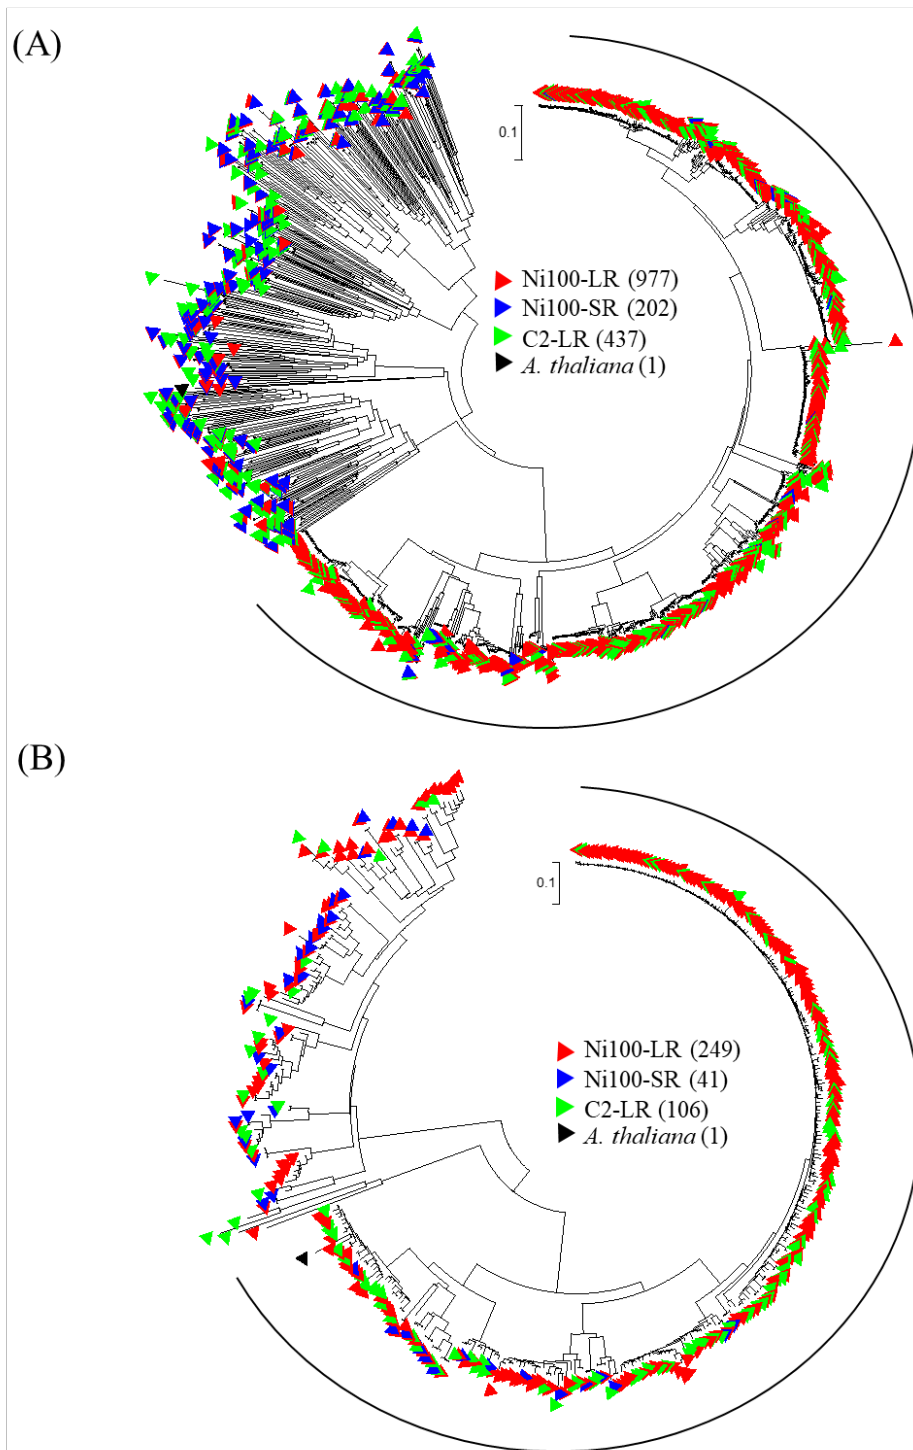 (A)
0.1
Ni100-LR (977)
Ni100-SR (202)
C2-LR (437)
A. thaliana (1)
(B)
0.1
Ni100-LR (249)
Ni100-SR (41)
C2-LR (106)
A. thaliana (1)